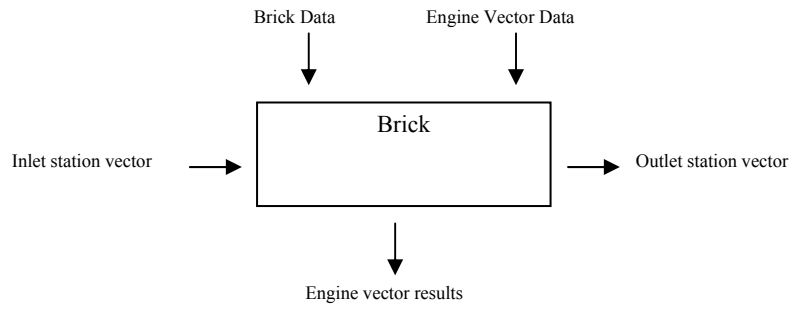 Brick Data
Engine Vector Data
Brick
Inlet station vector
Outlet station vector
Engine vector results